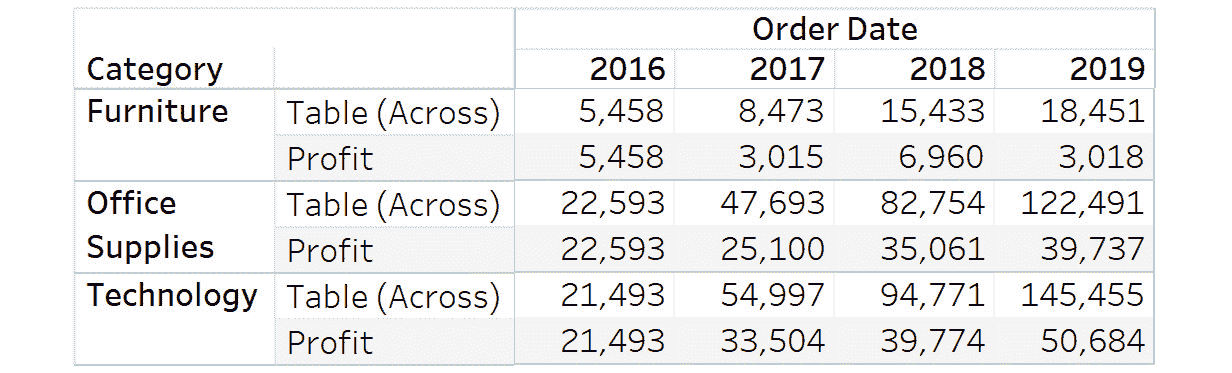 Order Date
Category 2016 2017 2018 2019
Furniture Table (Across) 5,458 8,473 15,433 18,451
Profit 5,458 3,015 6,960 3,018
Office Table (Across) 22,593 47,693 82,754 122,491
Supplies Profit 22,593 25,100 35,061 39,737
Technology Table (Across) 21,493 54,997 94,771 145,455
Profit 21,493 33,504 39,774 50,684